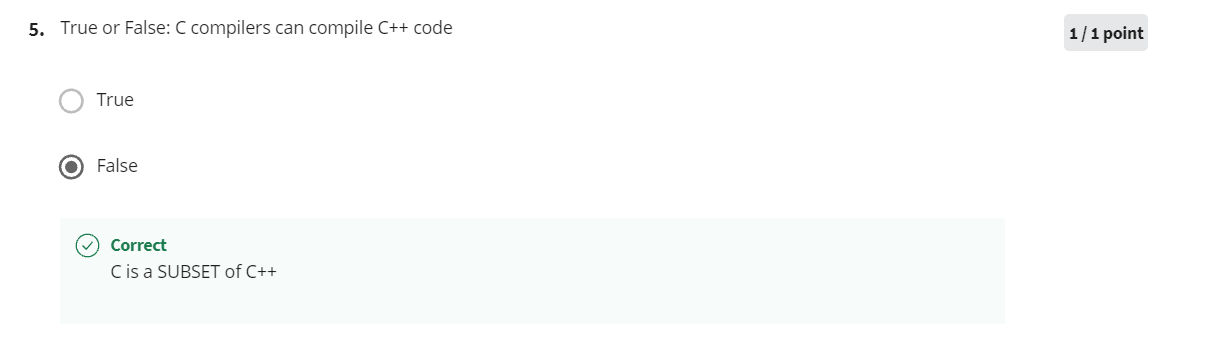 5. True or False: C compilers can compile C++ code
1 / 1 point
True
False
Correct
C is a SUBSET of C++